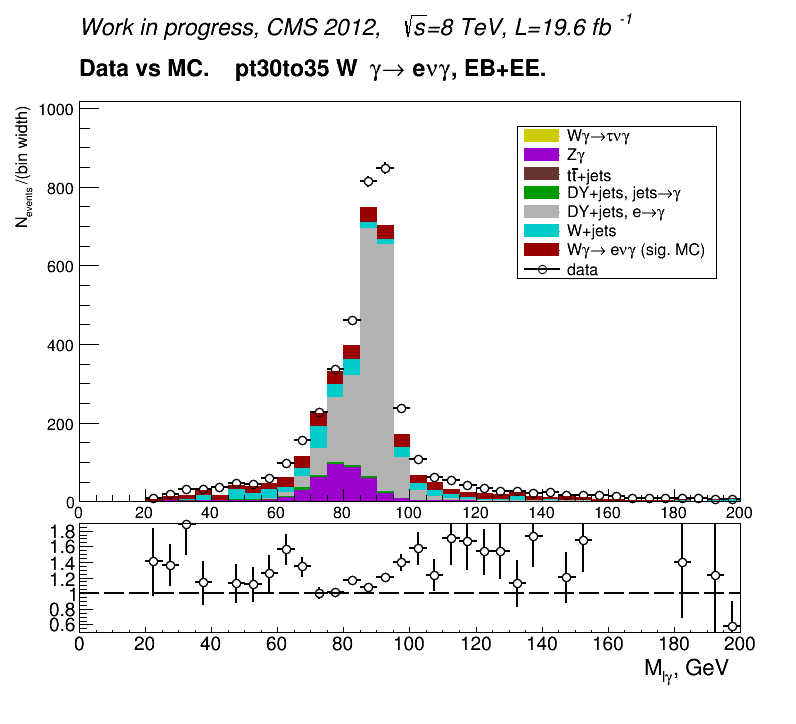 Work in progress, CMS 2012, √s=8 TeV, L=19.6 fb⁻¹
Data vs MC. pt30to35 W γ→ eνγ, EB+EE.
N_events /(bin width)
1000
800
600
400
200
0
Wγ→τνγ
Zγ
tt̅+jets
DY+jets, jets→γ
DY+jets, e→γ
W+jets
Wγ→ eνγ (sig. MC)
data
0 20 40 60 80 100 120 140 160 180 200
1.8
1.6
1.4
1.2
1
0.8
0.6
0 20 40 60 80 100 120 140 160 180 200
M_lγ, GeV